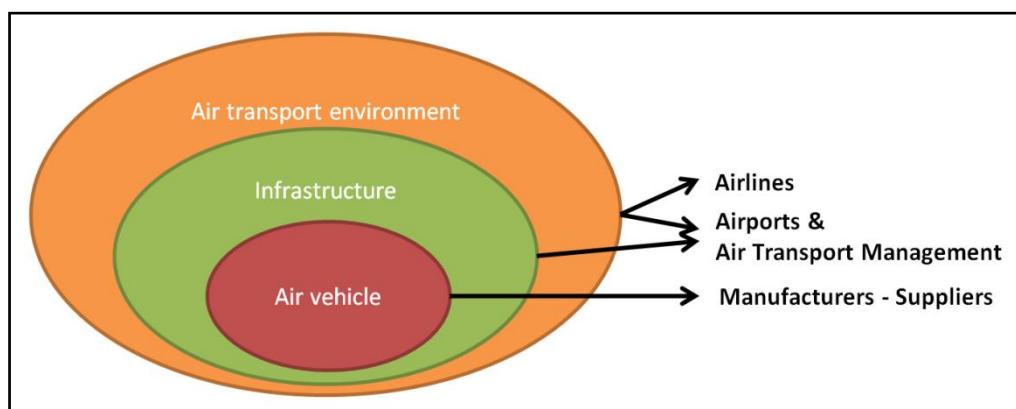 Air transport environment
Infrastructure
Air vehicle
Airlines
Airports &
Air Transport Management
Manufacturers - Suppliers